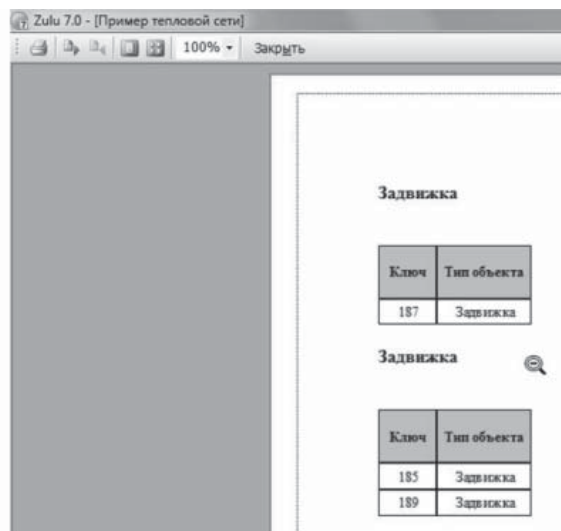 Zulu 7.0 - [Пример тепловой сети]
100% Закрыть
Задвижка
Ключ Тип объекта
187 Задвижка
Задвижка
Ключ Тип объекта
185 Задвижка
189 Задвижка